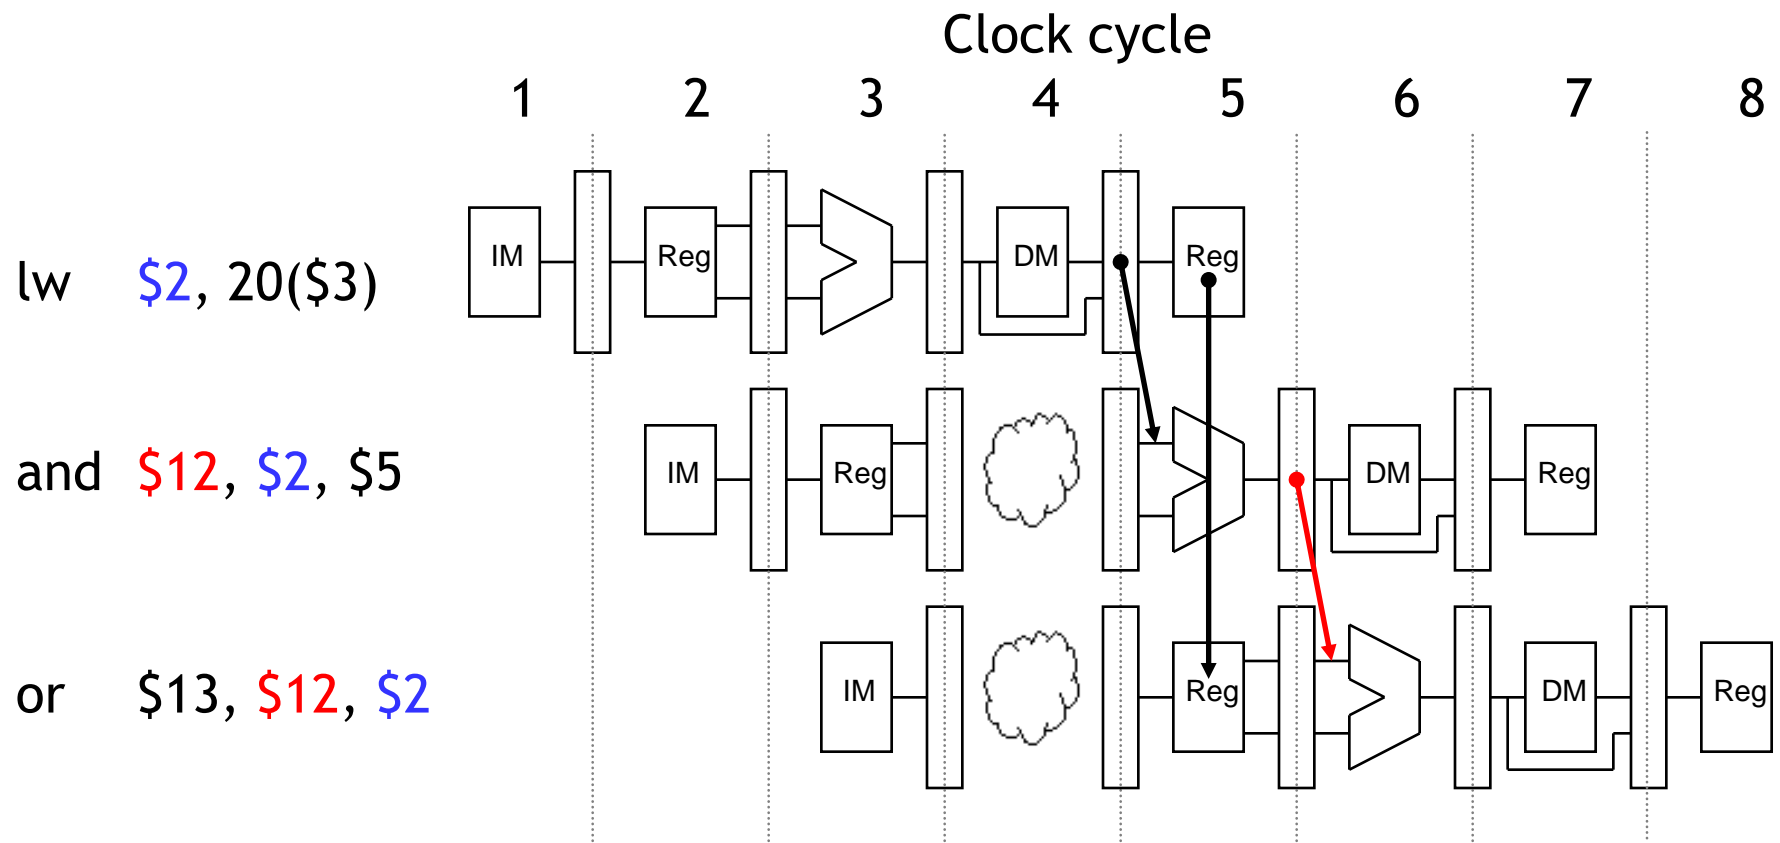 Clock cycle
1 2 3 4 5 6 7 8
lw $2, 20($3) IM Reg DM Reg
and $12, $2, $5 IM Reg DM Reg
or $13, $12, $2 IM Reg DM Reg